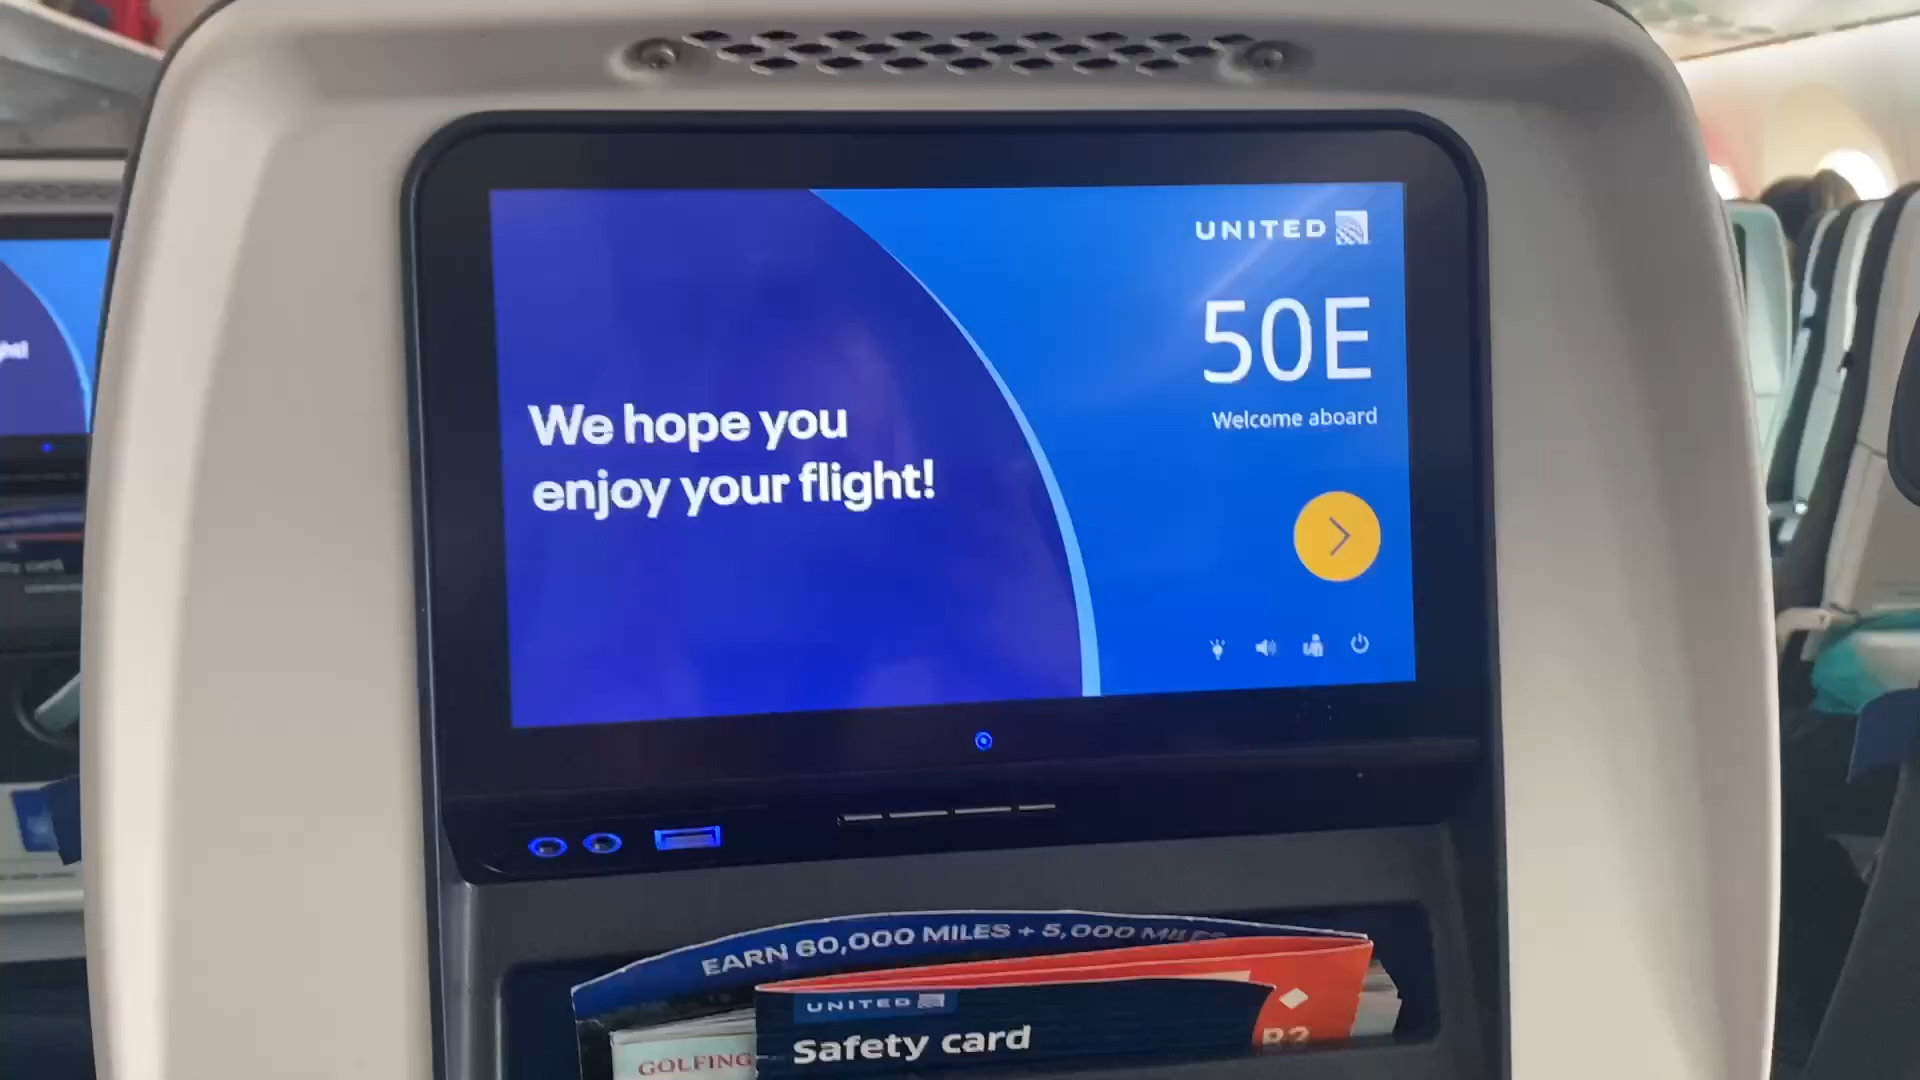 UNITED
50E
Welcome aboard
We hope you
enjoy your flight!
EARN 60,000 MILES + 5,000 MILES
UNITED
Safety card
GOLFING